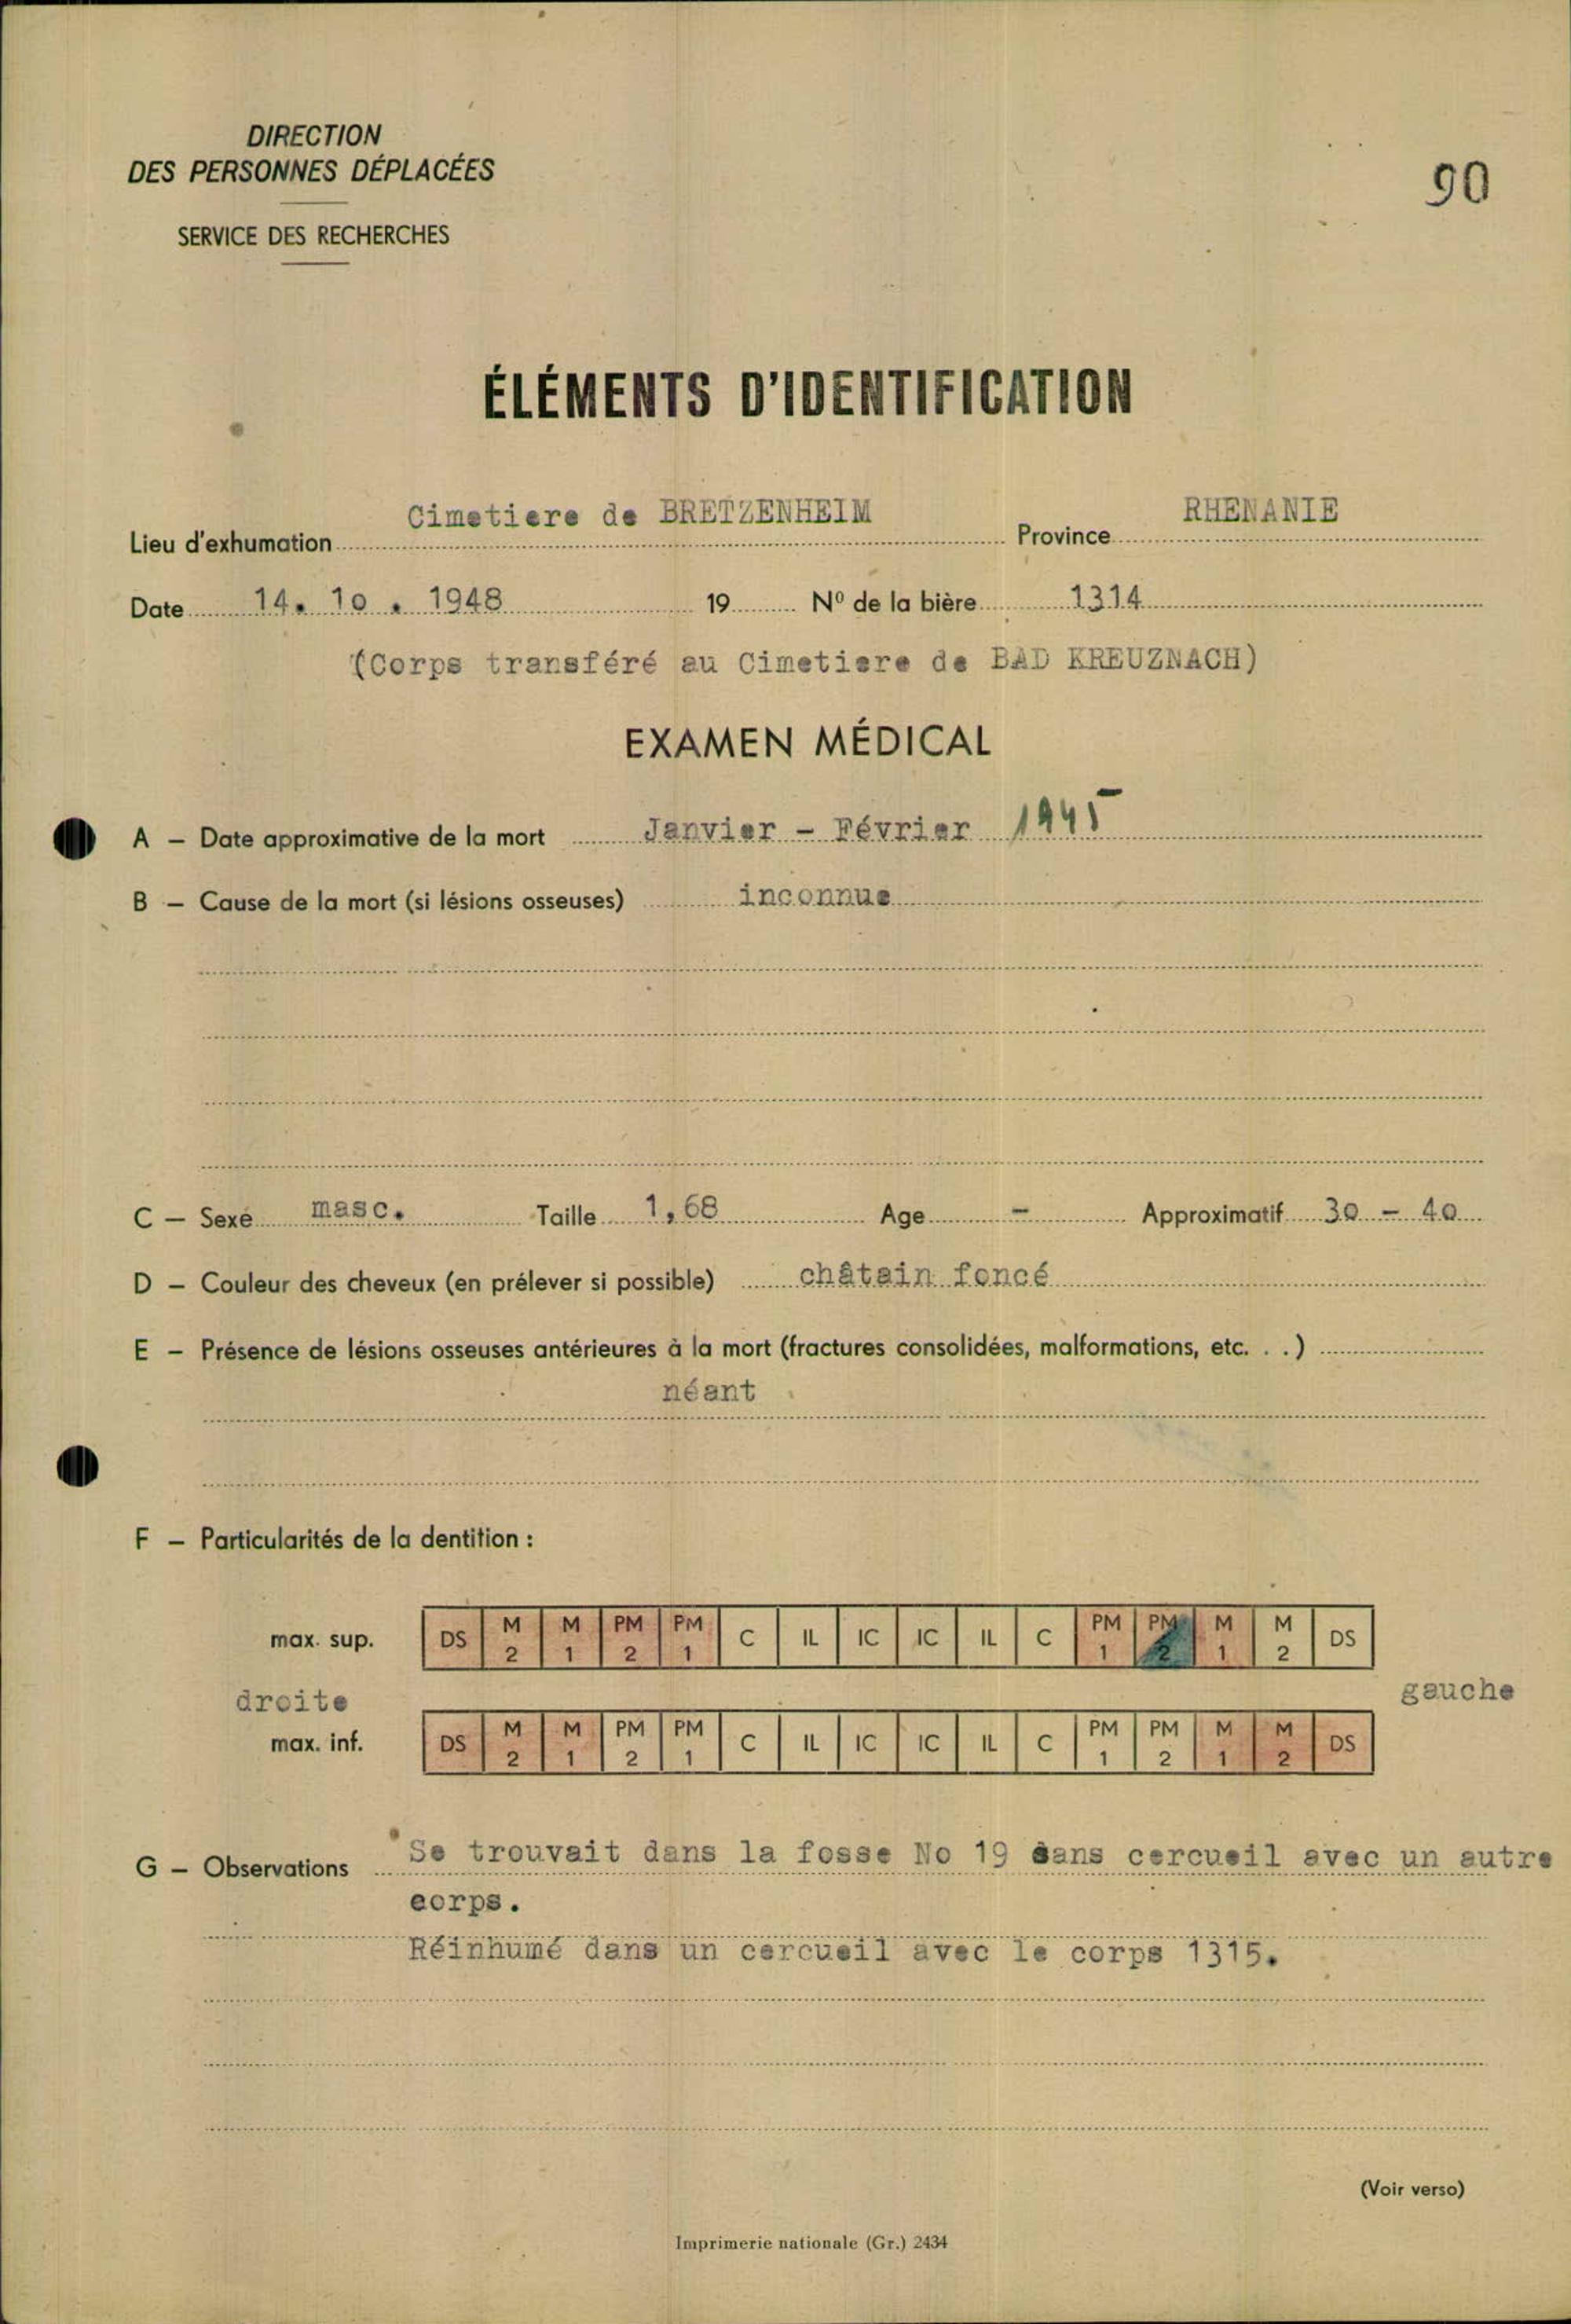 DIRECTION
DES PERSONNES DÉPLACÉES
90
SERVICE DES RECHERCHES
ÉLÉMENTS D'IDENTIFICATION
Lieu d'exhumation Cimetiere de BRETZENHEIM Province RHENANIE
Date 14. 10 . 1948 19 Nº de la bière 1314
(Corps transféré au Cimetiere de BAD KREUZNACH)
EXAMEN MÉDICAL
A – Date approximative de la mort Janvier - Février 1945
B – Cause de la mort (si lésions osseuses) inconnue
C – Sexe masc. Taille 1,68 Age - Approximatif 30 - 40
D – Couleur des cheveux (en prélever si possible) châtain foncé
E – Présence de lésions osseuses antérieures à la mort (fractures consolidées, malformations, etc. . .)
néant
F – Particularités de la dentition :
max. sup. DS M 2 M 1 PM 2 PM 1 C IL IC IC IL C PM 1 PM 2 M 1 M 2 DS
droite gauche
max. inf. DS M 2 M 1 PM 2 PM 1 C IL IC IC IL C PM 1 PM 2 M 1 M 2 DS
G – Observations Se trouvait dans la fosse No 19 sans cercueil avec un autre
corps.
Réinhumé dans un cercueil avec le corps 1315.
(Voir verso)
Imprimerie nationale (Gr.) 2434